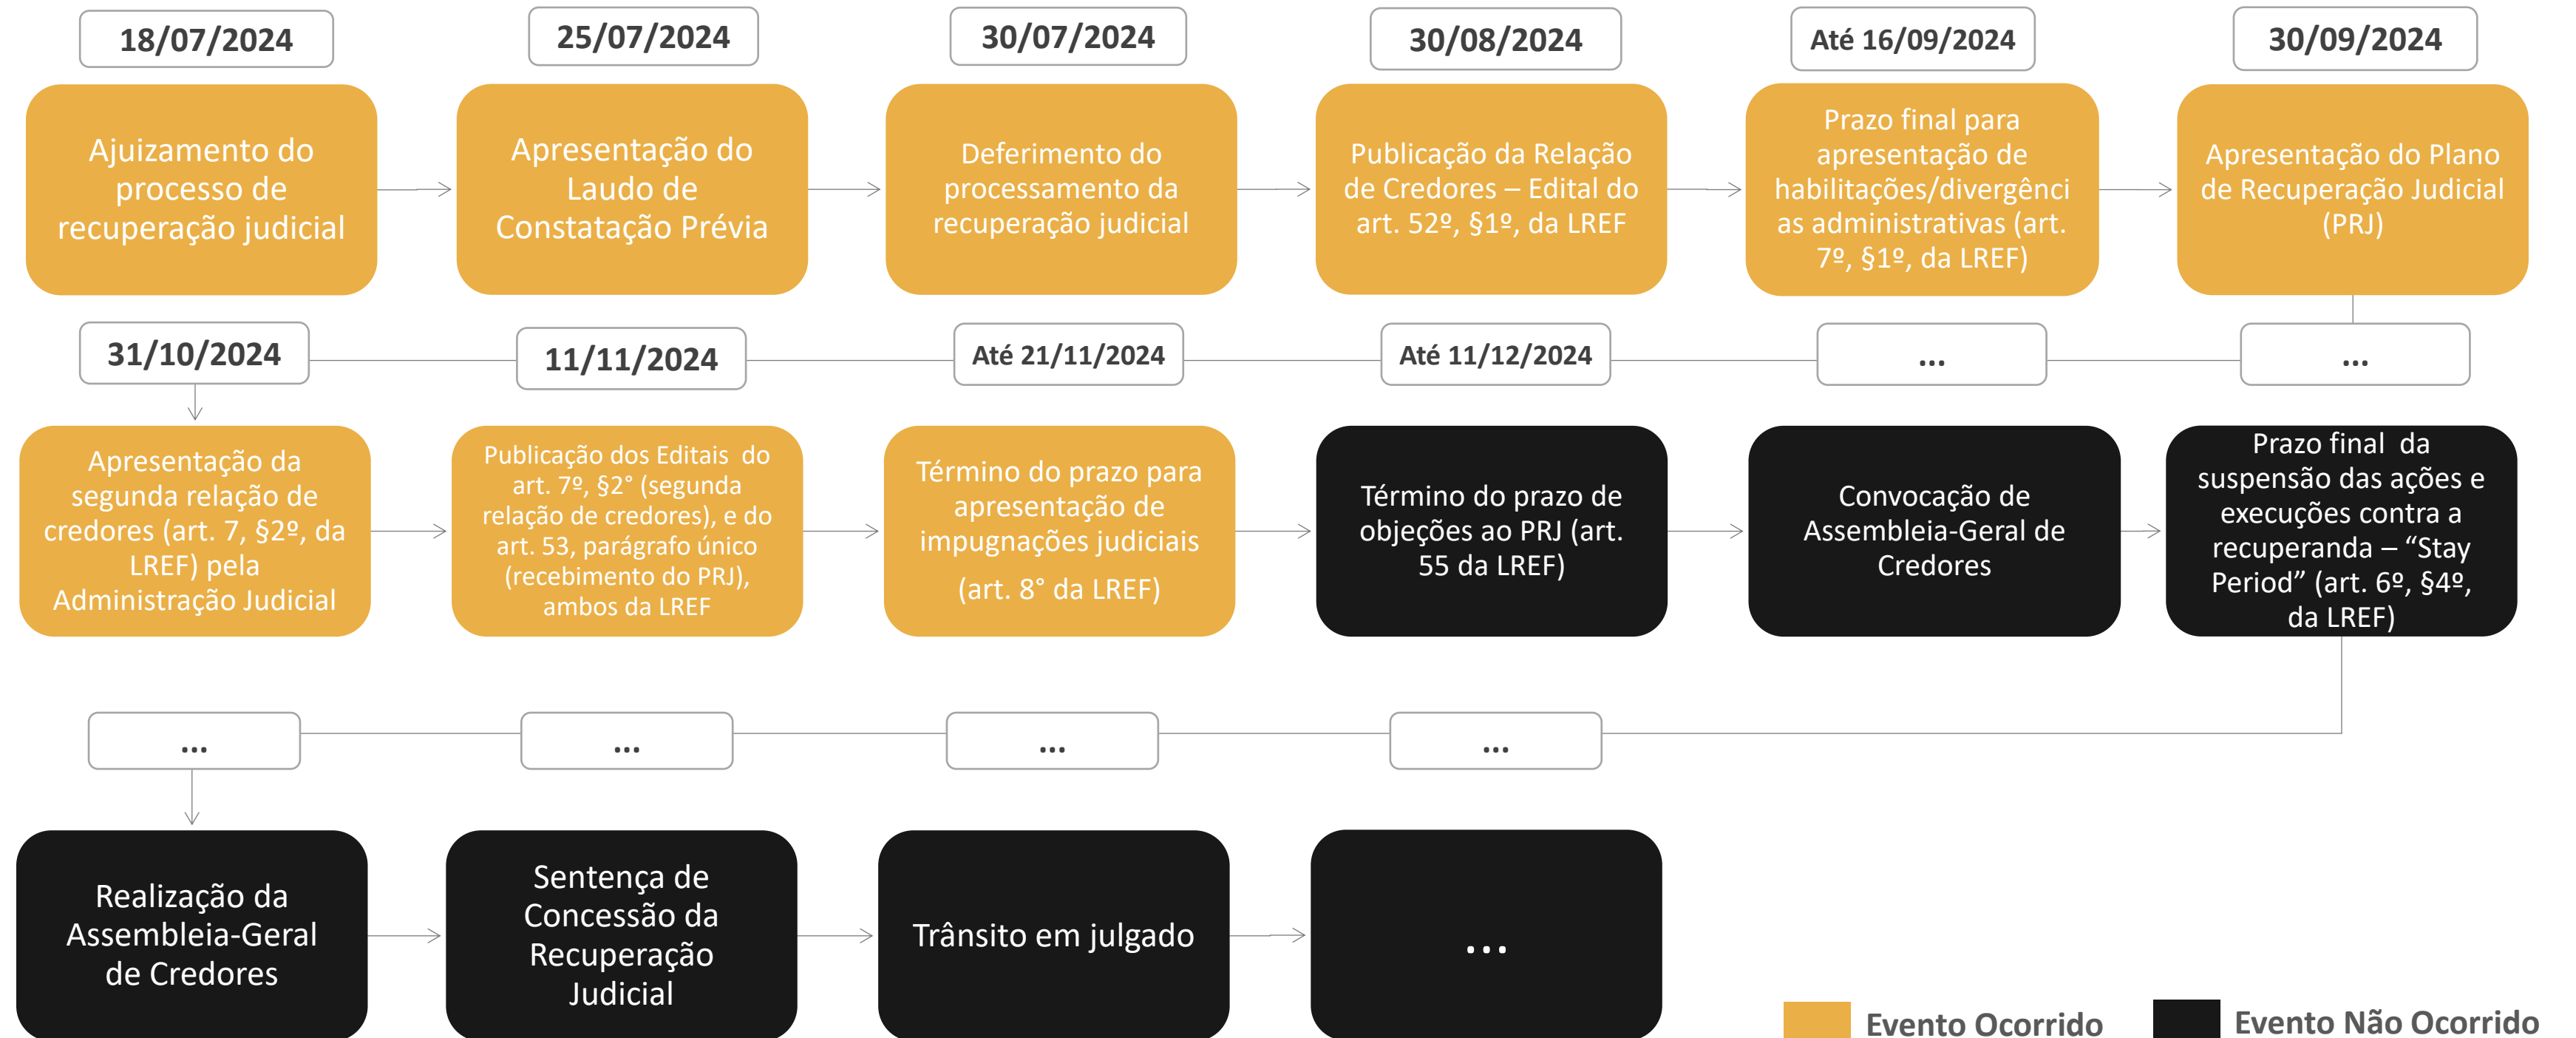 18/07/2024
25/07/2024
30/07/2024
30/08/2024
Até 16/09/2024
30/09/2024
Ajuizamento do
processo de
recuperação judicial
Apresentação do
Laudo de
Constatação Prévia
Deferimento do
processamento da
recuperação judicial
Publicação da Relação
de Credores – Edital do
art. 52º, §1º, da LREF
Prazo final para
apresentação de
habilitações/divergênci
as administrativas (art.
7º, §1º, da LREF)
Apresentação do Plano
de Recuperação Judicial
(PRJ)
31/10/2024
11/11/2024
Até 21/11/2024
Até 11/12/2024
...
...
Apresentação da
segunda relação de
credores (art. 7, §2º, da
LREF) pela
Administração Judicial
Publicação dos Editais do
art. 7º, §2° (segunda
relação de credores), e do
art. 53, parágrafo único
(recebimento do PRJ),
ambos da LREF
Término do prazo para
apresentação de
impugnações judiciais
(art. 8° da LREF)
Término do prazo de
objeções ao PRJ (art.
55 da LREF)
Convocação de
Assembleia-Geral de
Credores
Prazo final da
suspensão das ações e
execuções contra a
recuperanda – “Stay
Period” (art. 6º, §4º,
da LREF)
...
...
...
...
Realização da
Assembleia-Geral
de Credores
Sentença de
Concessão da
Recuperação
Judicial
Trânsito em julgado
...
Evento Ocorrido
Evento Não Ocorrido